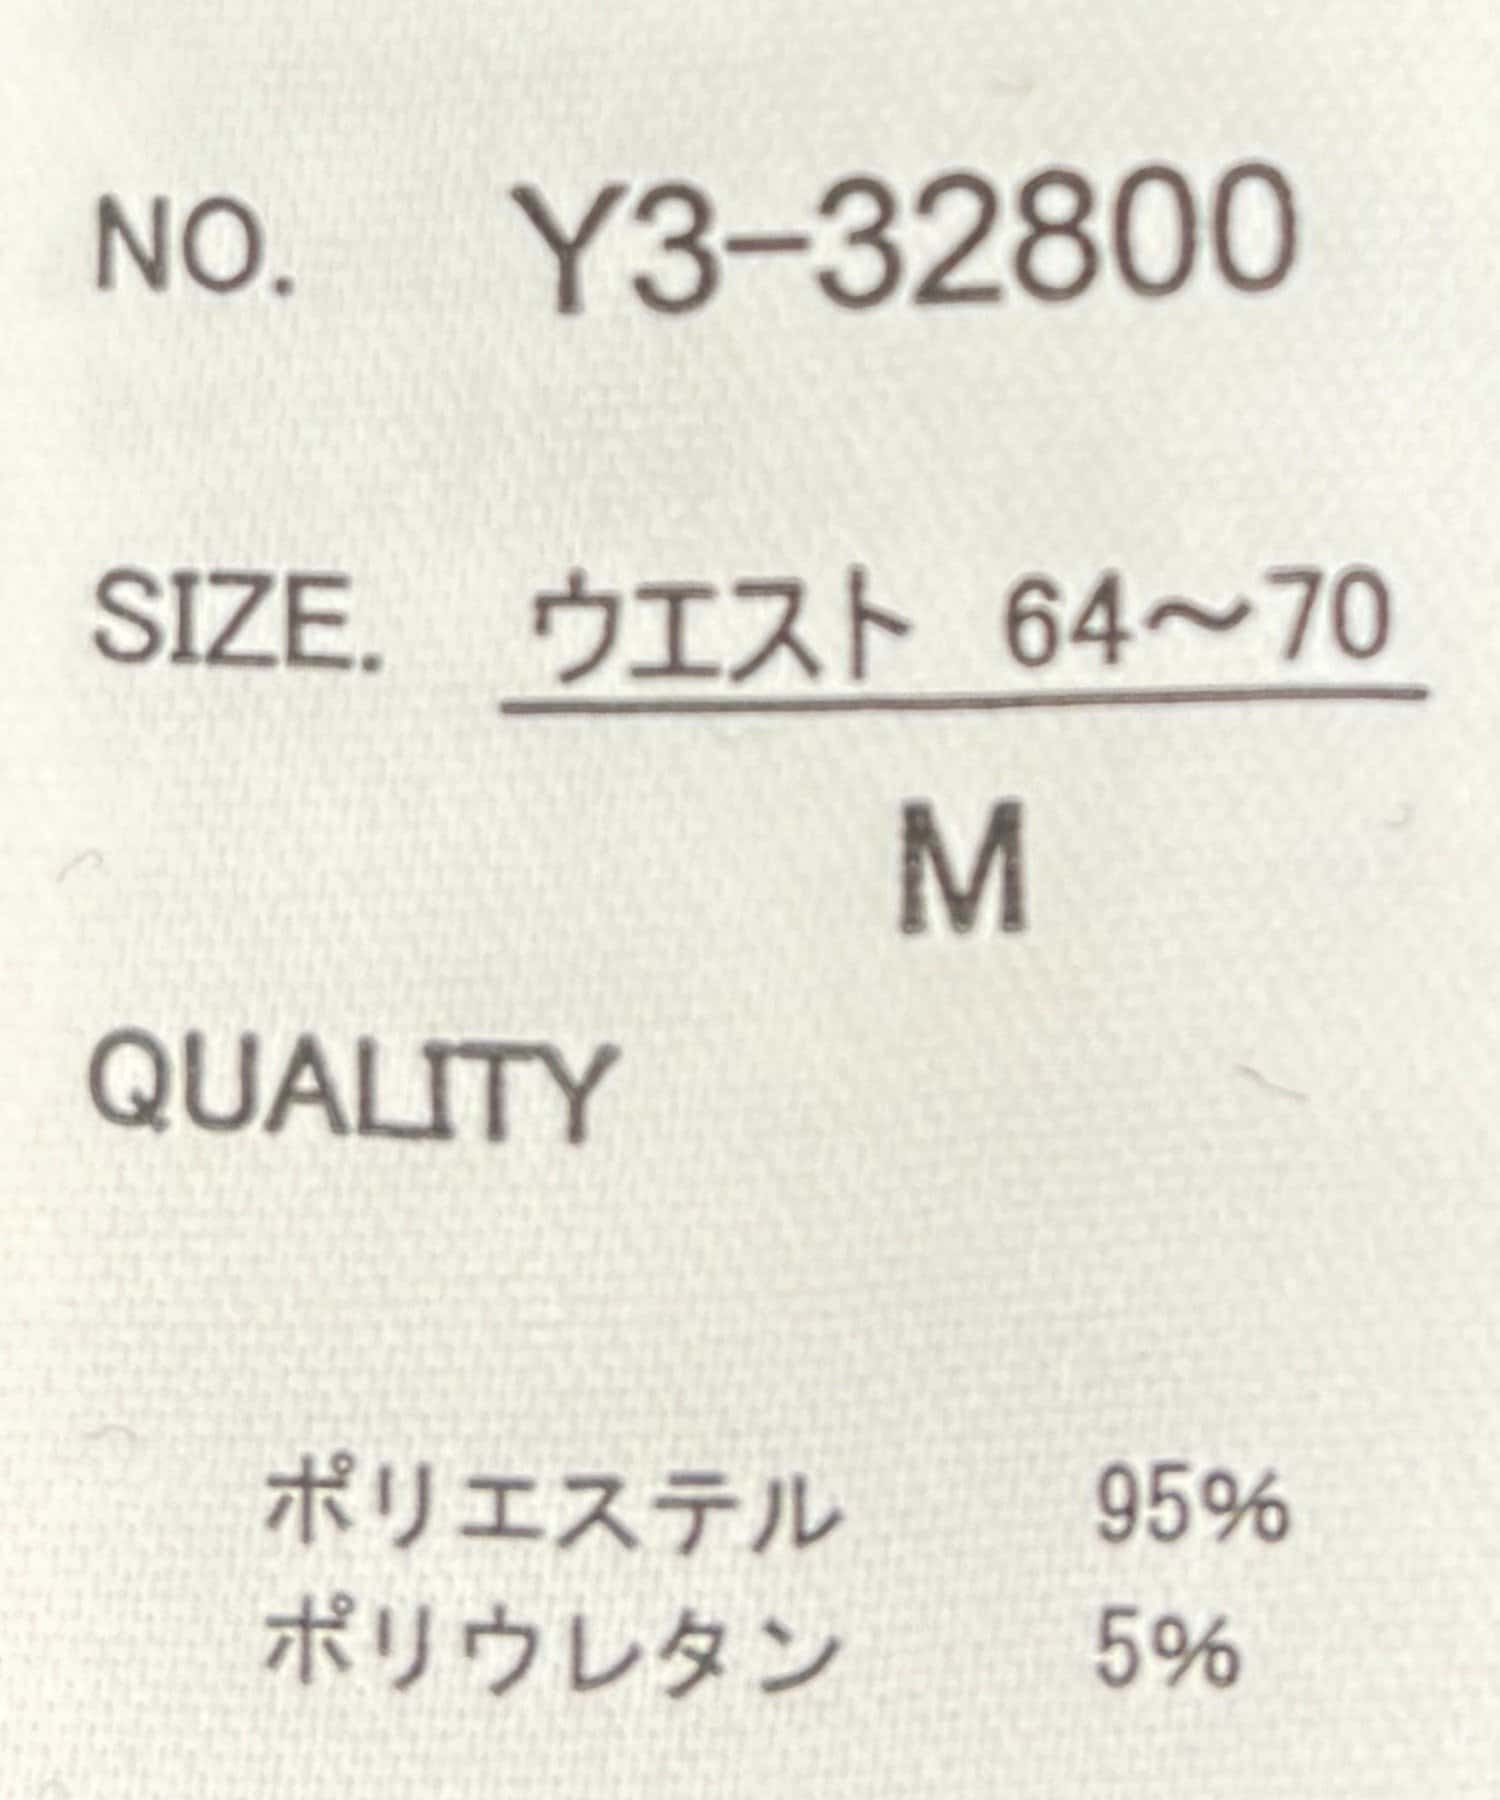 NO. Y3-32800
SIZE. ウエスト 64〜70
M
QUALITY
ポリエステル 95%
ポリウレタン 5%